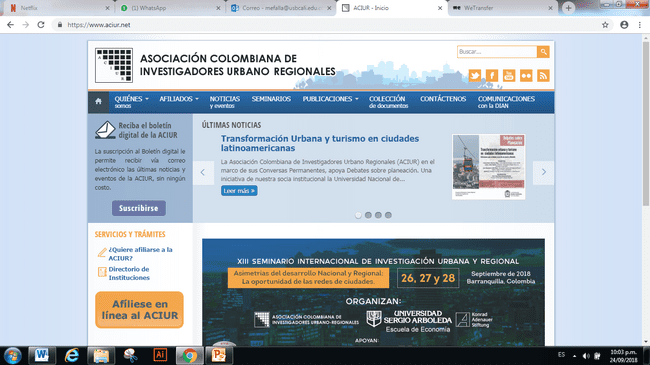 Netflix
(1) WhatsApp
Correo - mefalla@usbcali.edu.c
ACIUR - Inicio
WeTransfer
https://www.aciur.net
ACIUR
ASOCIACIÓN COLOMBIANA DE
INVESTIGADORES URBANO REGIONALES
Buscar...
QUIÉNES somos
AFILIADOS
NOTICIAS y eventos
SEMINARIOS
PUBLICACIONES
COLECCIÓN de documentos
CONTÁCTENOS
COMUNICACIONES con la DIAN
Reciba el boletín
digital de la ACIUR
La suscripción al Boletín digital le
permite recibir vía correo
electrónico las últimas noticias y
eventos de la ACIUR, sin ningún
costo.
Suscribirse
ÚLTIMAS NOTICIAS
Transformación Urbana y turismo en ciudades
latinoamericanas
La Asociación Colombiana de Investigadores Urbano Regionales (ACIUR) en el
marco de sus Conversas Permanentes, apoya Debates sobre planeación. Una
iniciativa de nuestra socia institucional la Universidad Nacional de...
Leer más »
SERVICIOS Y TRÁMITES
¿Quiere afiliarse a la
ACIUR?
Directorio de
Instituciones
Afíliese en
línea al ACIUR
XIII SEMINARIO INTERNACIONAL DE INVESTIGACIÓN URBANA Y REGIONAL
Asimetrías del desarrollo Nacional y Regional:
La oportunidad de las redes de ciudades.
26, 27 y 28
Septiembre de 2018
Barranquilla, Colombia
ORGANIZAN:
ASOCIACIÓN COLOMBIANA DE
INVESTIGADORES URBANO-REGIONALES
UNIVERSIDAD
SERGIO ARBOLEDA
Escuela de Economía
Konrad
Adenauer
Stiftung
APOYAN:
ES
10:03 p.m.
24/09/2018